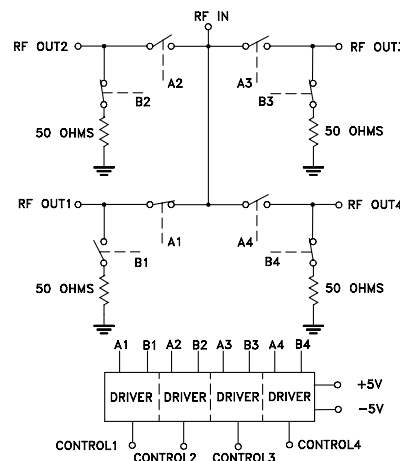 RF IN
RF OUT2
RF OUT3
A2
A3
B2
B3
50 OHMS
50 OHMS
RF OUT1
RF OUT4
A1
A4
B1
B4
50 OHMS
50 OHMS
A1 B1 A2 B2 A3 B3 A4 B4
DRIVER DRIVER DRIVER DRIVER
+5V
-5V
CONTROL1
CONTROL2
CONTROL3
CONTROL4